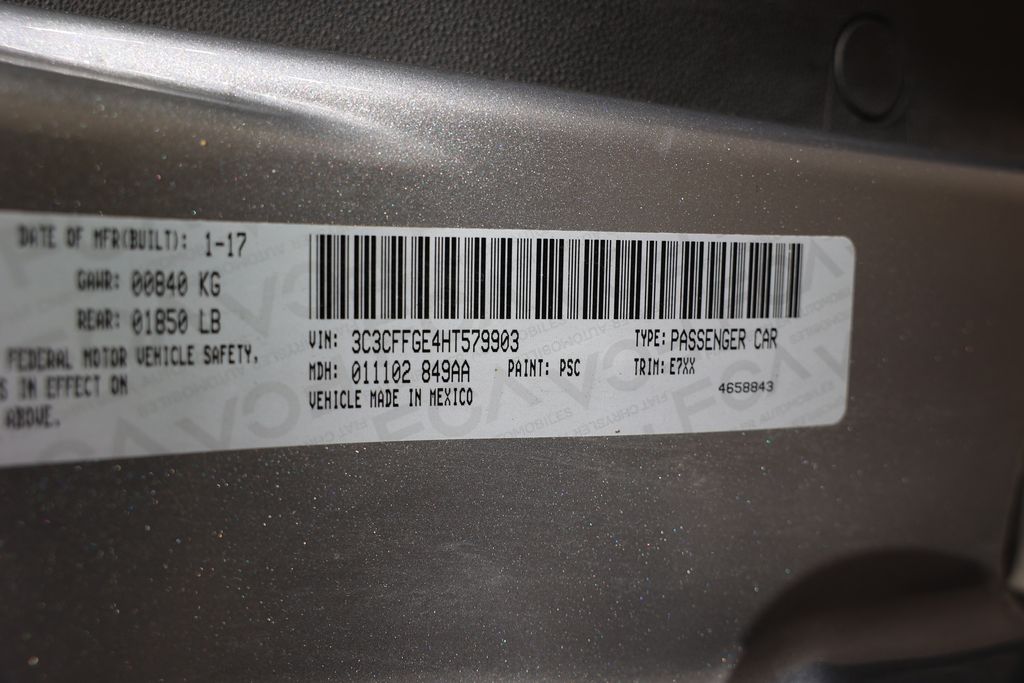 DATE OF MFR(BUILT): 1-17
GAWR: 00840 KG
REAR: 01850 LB
FEDERAL MOTOR VEHICLE SAFETY,
S IN EFFECT ON
ABOVE.
VIN: 3C3CFFGE4HT579903 TYPE: PASSENGER CAR
MDH: 011102 849AA PAINT: PSC TRIM: E7XX
VEHICLE MADE IN MEXICO 4658843